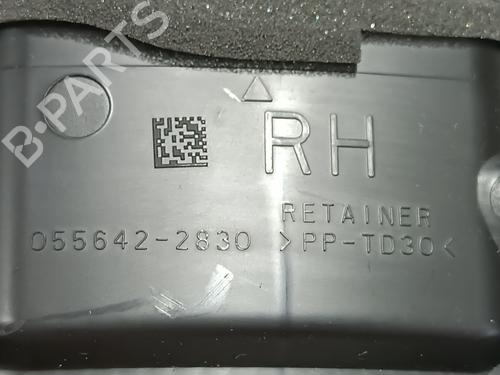 B-PARTS
RH
RETAINER
055642-2830 >PP-TD30<